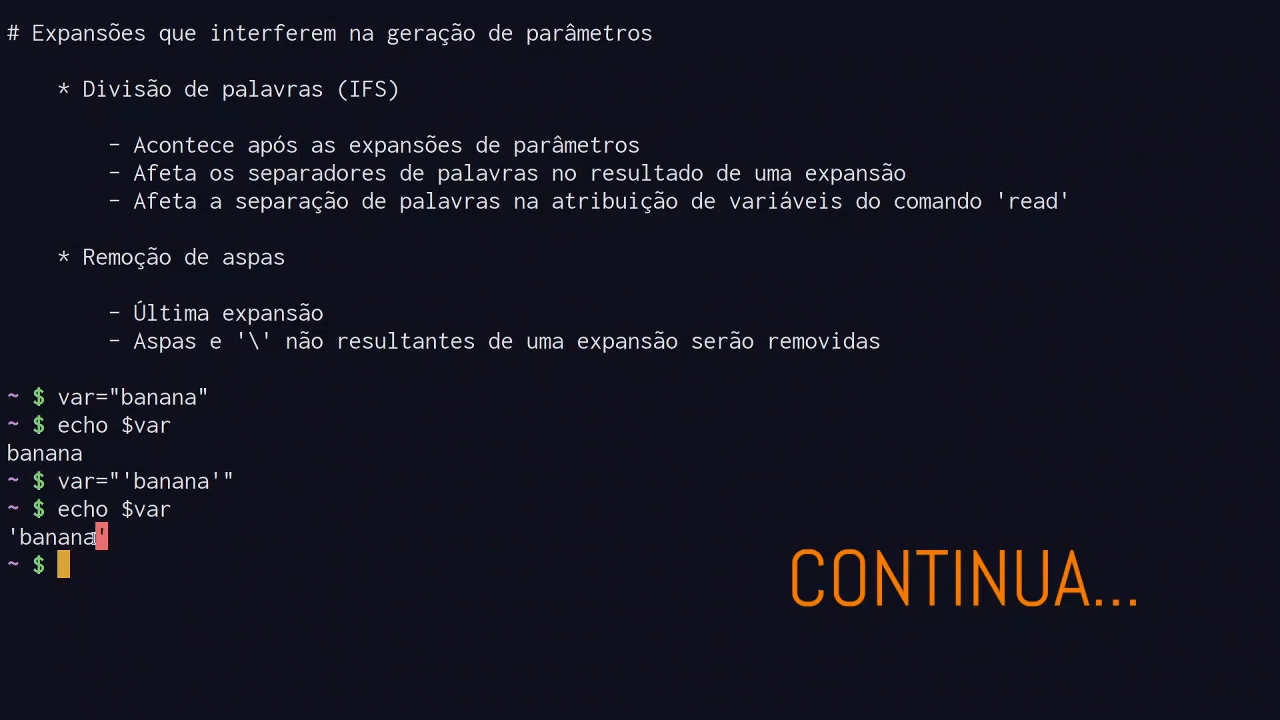 # Expansões que interferem na geração de parâmetros
* Divisão de palavras (IFS)
- Acontece após as expansões de parâmetros
- Afeta os separadores de palavras no resultado de uma expansão
- Afeta a separação de palavras na atribuição de variáveis do comando 'read'
* Remoção de aspas
- Última expansão
- Aspas e '\' não resultantes de uma expansão serão removidas
~ $ var="banana"
~ $ echo $var
banana
~ $ var="'banana'"
~ $ echo $var
'banana'
~ $
CONTINUA...